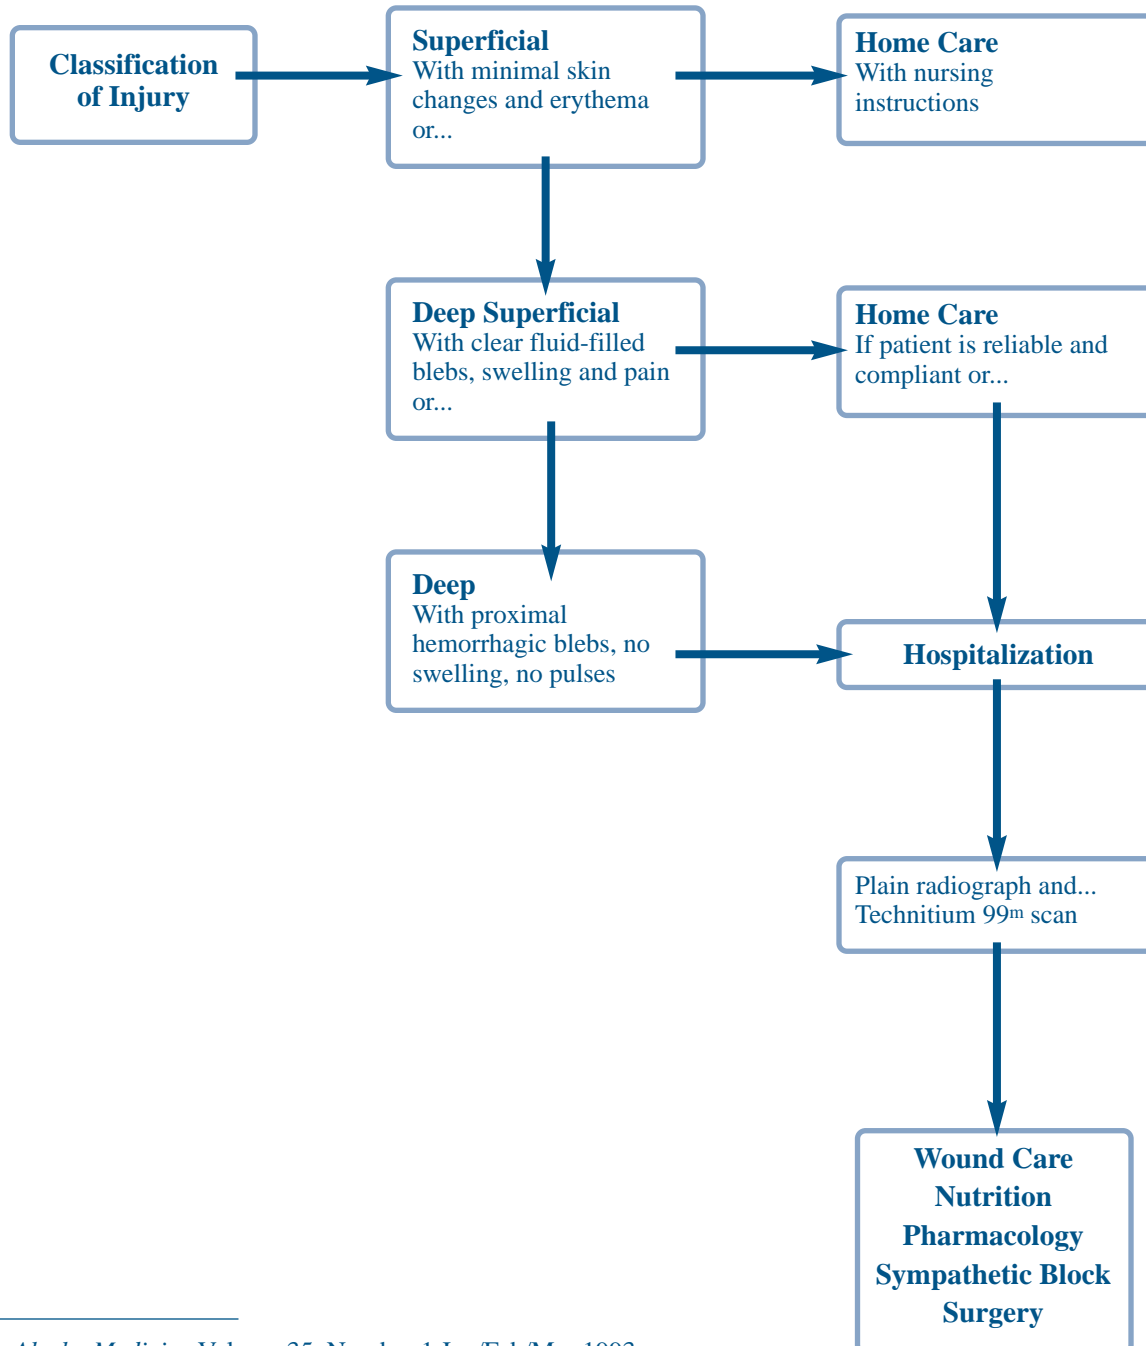 Classification
of Injury
Superficial
With minimal skin
changes and erythema
or...
Home Care
With nursing
instructions
Deep Superficial
With clear fluid-filled
blebs, swelling and pain
or...
Home Care
If patient is reliable and
compliant or...
Deep
With proximal
hemorrhagic blebs, no
swelling, no pulses
Hospitalization
Plain radiograph and...
Technitium 99m scan
Wound Care
Nutrition
Pharmacology
Sympathetic Block
Surgery